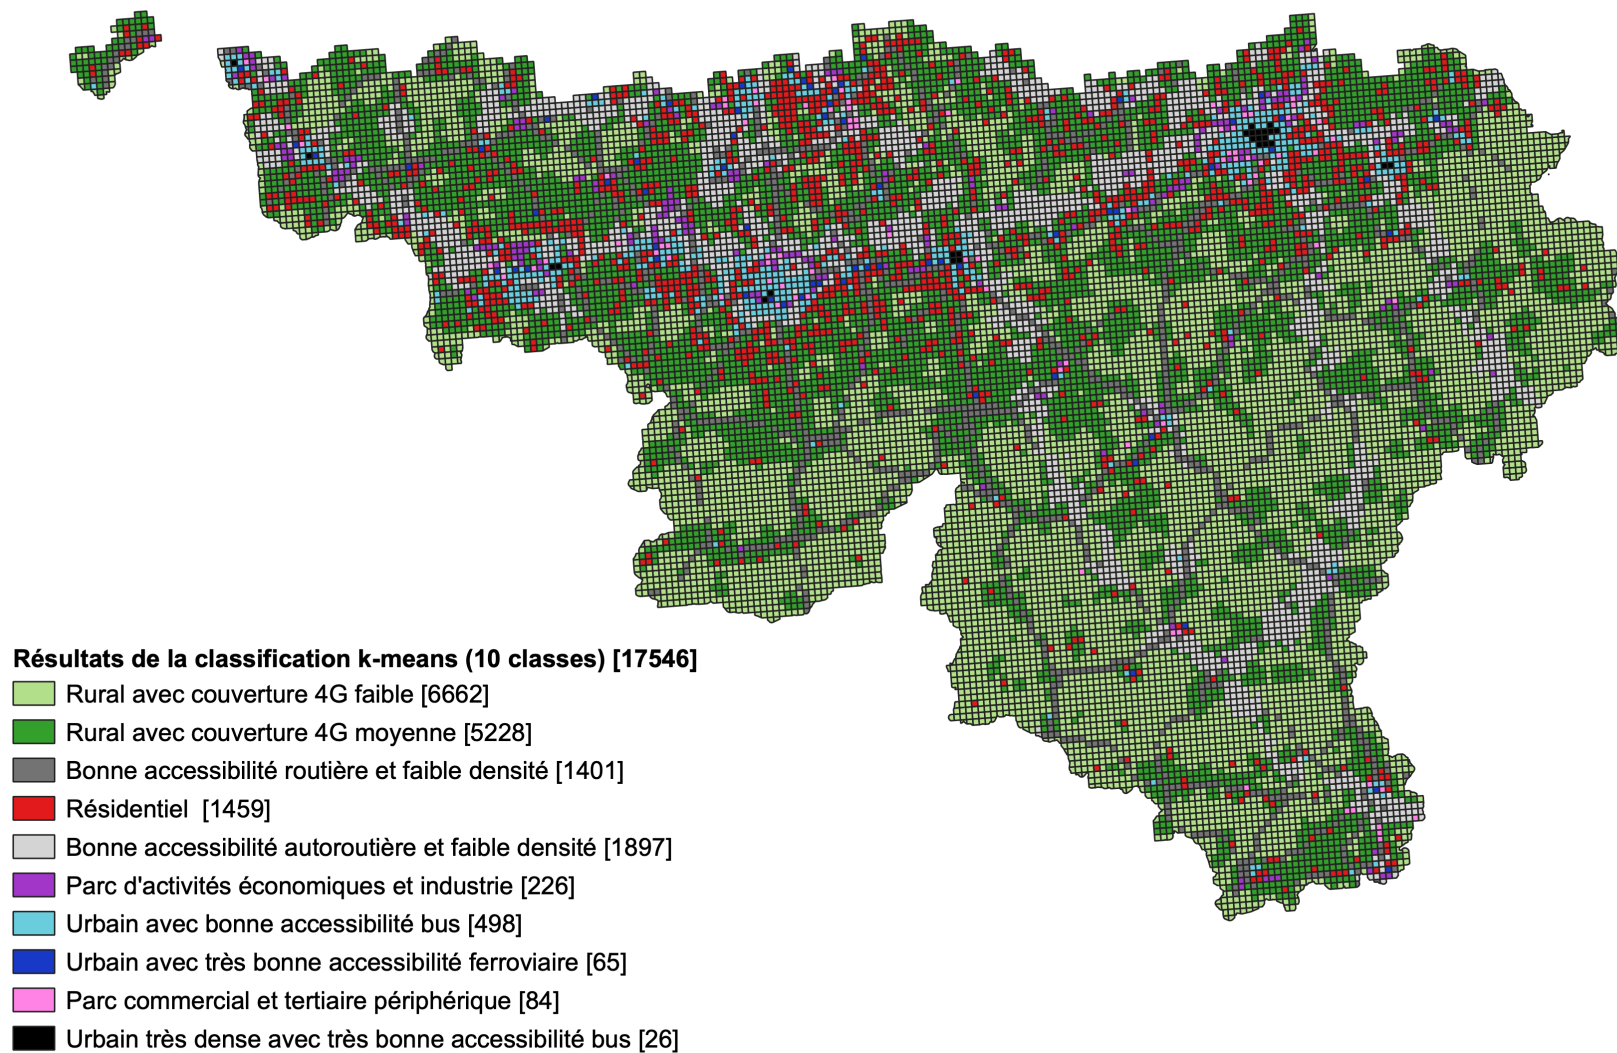 Résultats de la classification k-means (10 classes) [17546]
Rural avec couverture 4G faible [6662]
Rural avec couverture 4G moyenne [5228]
Bonne accessibilité routière et faible densité [1401]
Résidentiel  [1459]
Bonne accessibilité autoroutière et faible densité [1897]
Parc d'activités économiques et industrie [226]
Urbain avec bonne accessibilité bus [498]
Urbain avec très bonne accessibilité ferroviaire [65]
Parc commercial et tertiaire périphérique [84]
Urbain très dense avec très bonne accessibilité bus [26]